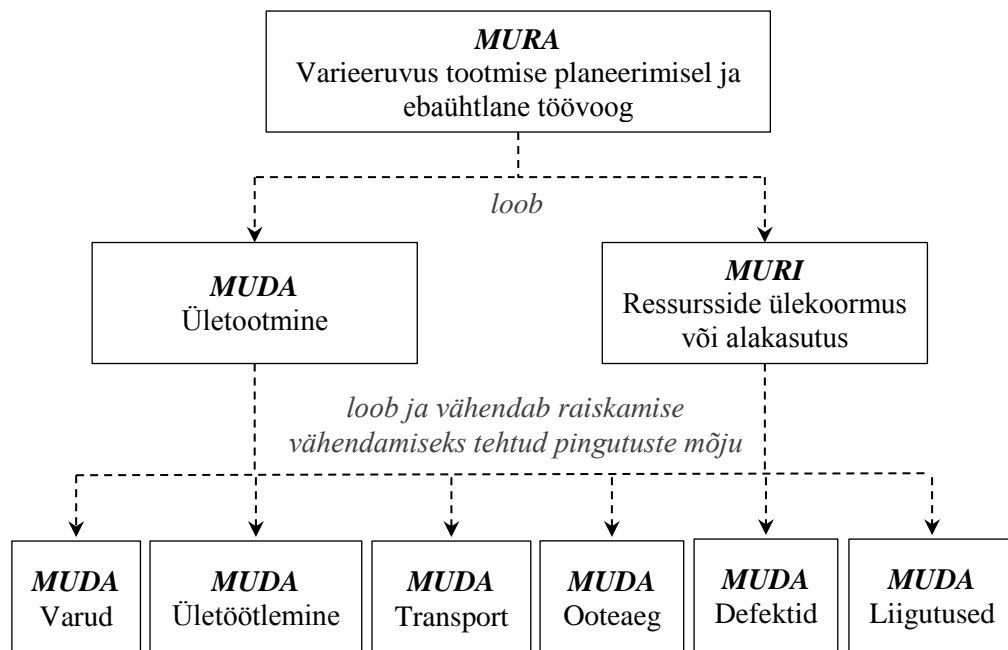 MURA
Varieeruvus tootmise planeerimisel ja
ebaühtlane töövoog
loob
MUDA
Ületootmine
MURI
Ressursside ülekoormus
või alakasutus
loob ja vähendab raiskamise
vähendamiseks tehtud pingutuste mõju
MUDA
Varud
MUDA
Ületöötlemine
MUDA
Transport
MUDA
Ooteaeg
MUDA
Defektid
MUDA
Liigutused